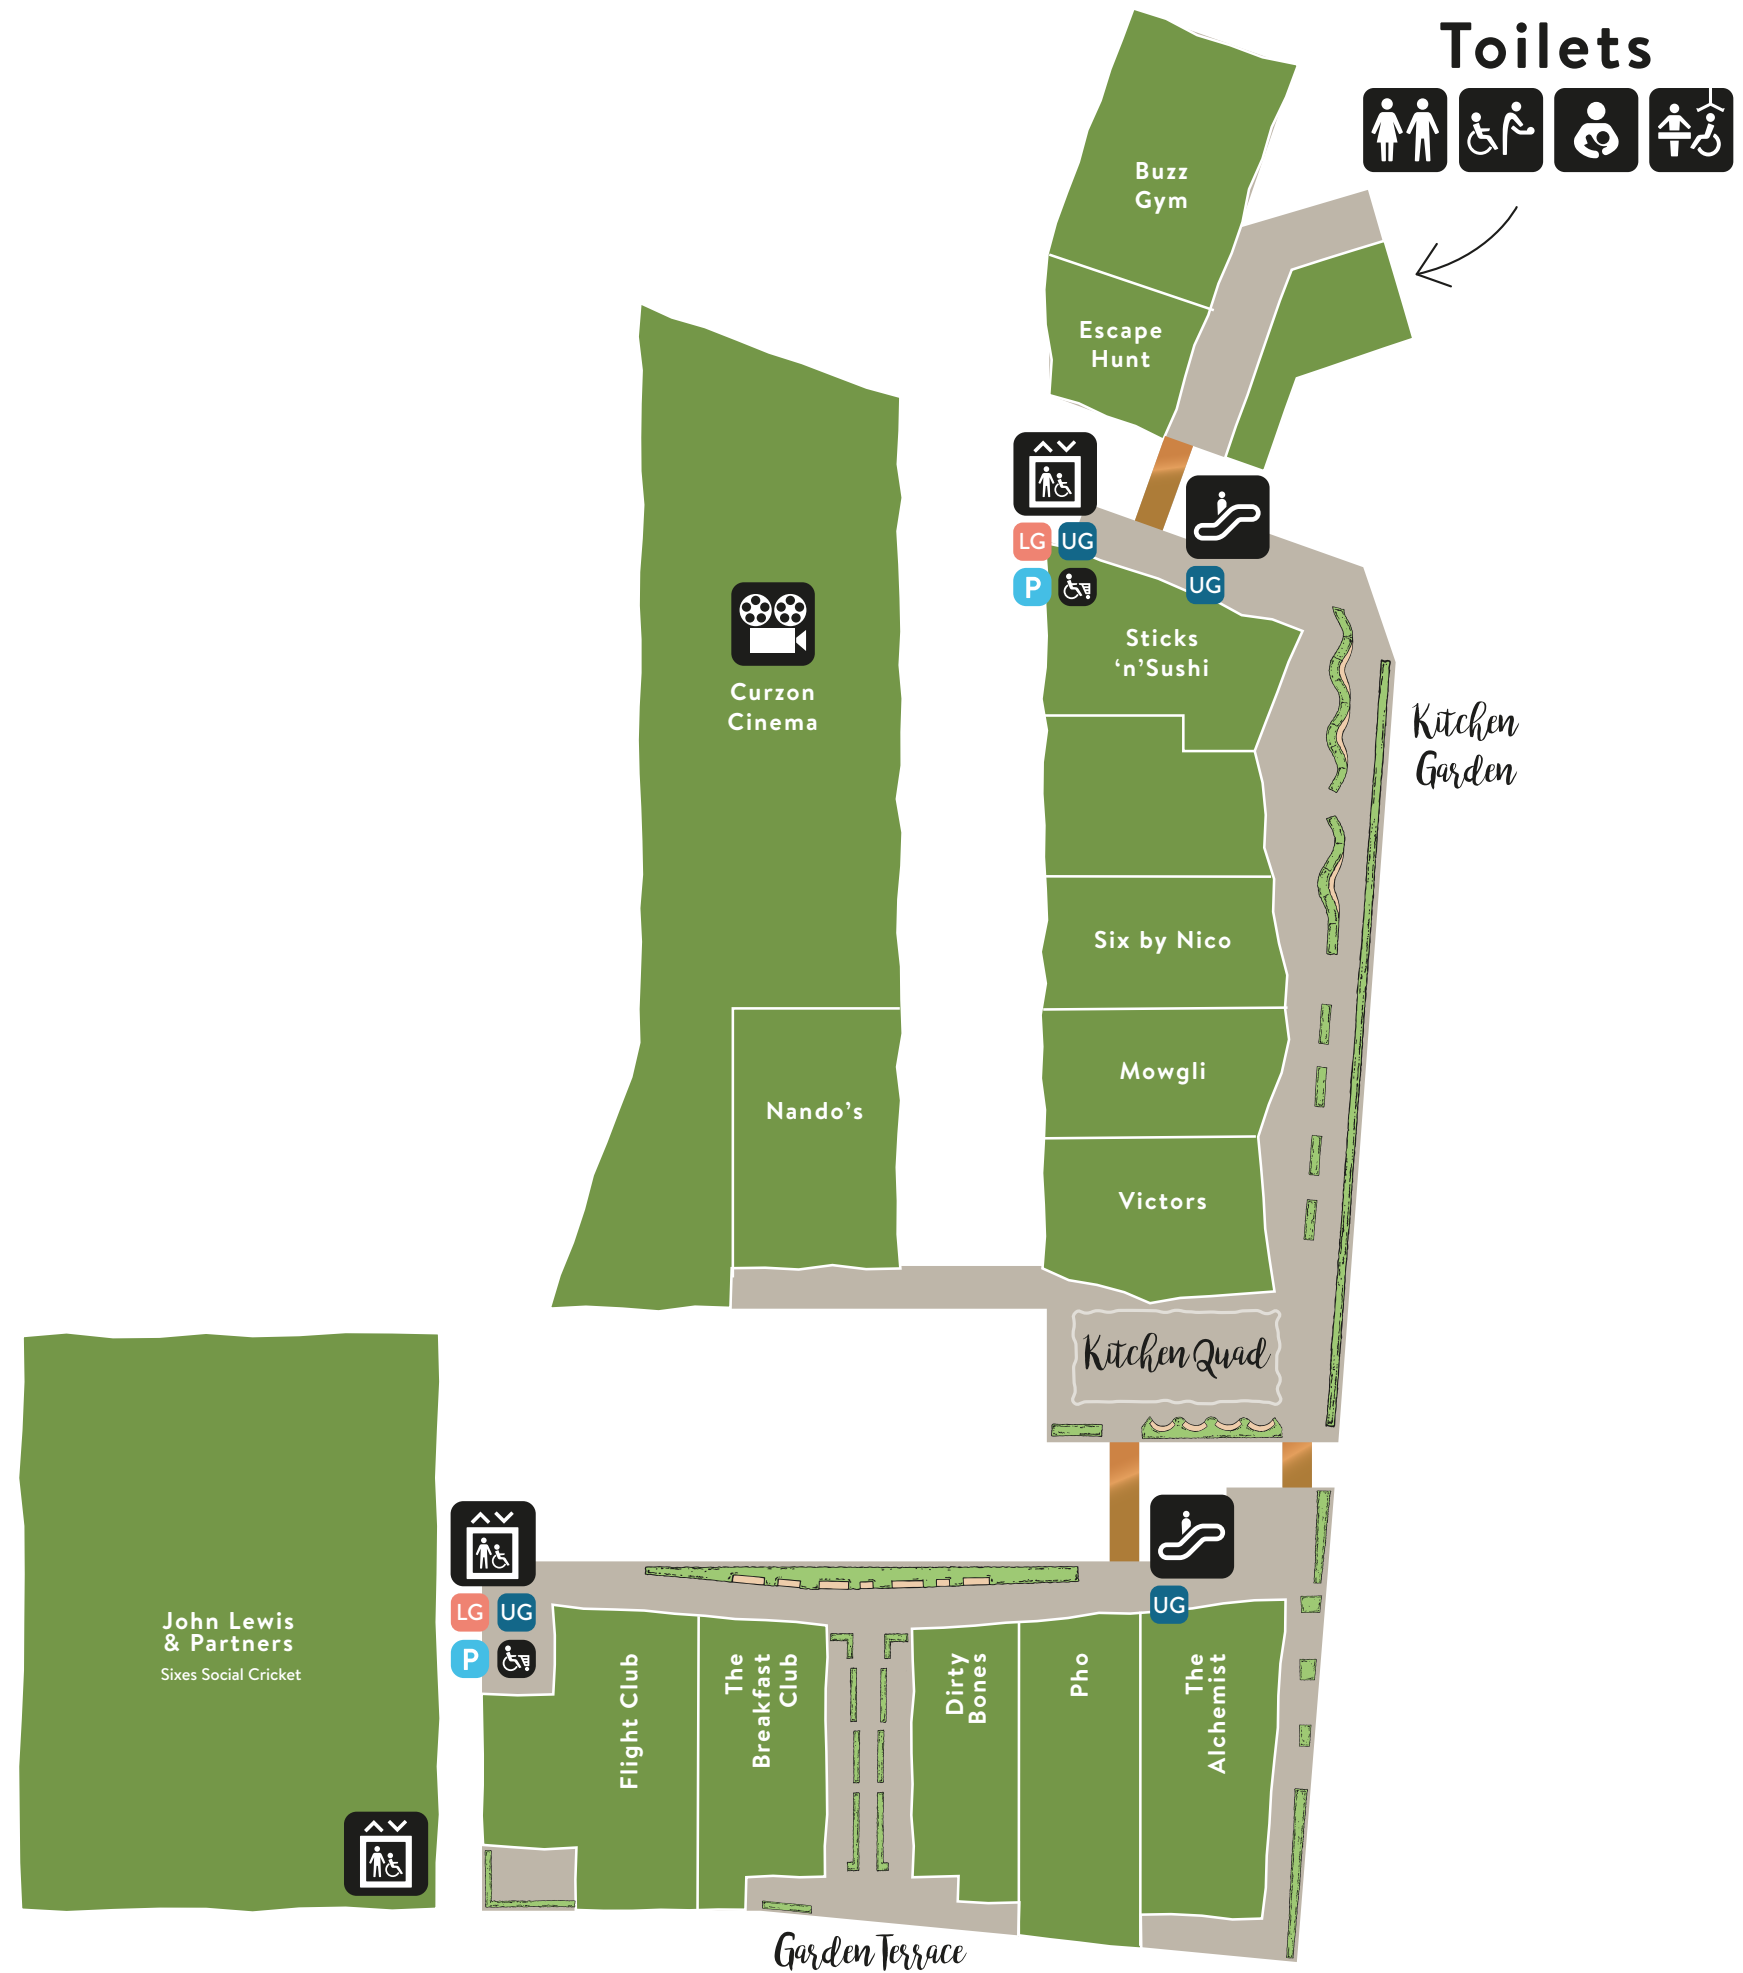 Toilets
Buzz
Gym
Escape
Hunt
LG UG
P
UG
Sticks
‘n’Sushi
Curzon
Cinema
Kitchen
Garden
Six by Nico
Mowgli
Nando’s
Victors
Kitchen Quad
John Lewis
& Partners
Sixes Social Cricket
LG UG
P
UG
Flight Club
The
Breakfast
Club
Dirty
Bones
Pho
The
Alchemist
Garden Terrace